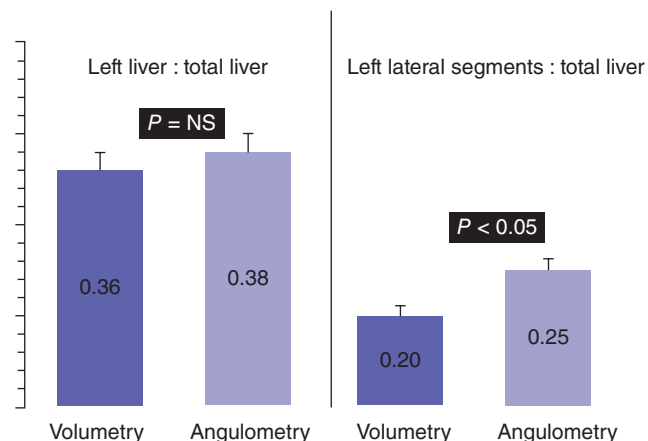 Left liver : total liver
P = NS
0.36
0.38
Volumetry
Angulometry
Left lateral segments : total liver
P < 0.05
0.20
0.25
Volumetry
Angulometry